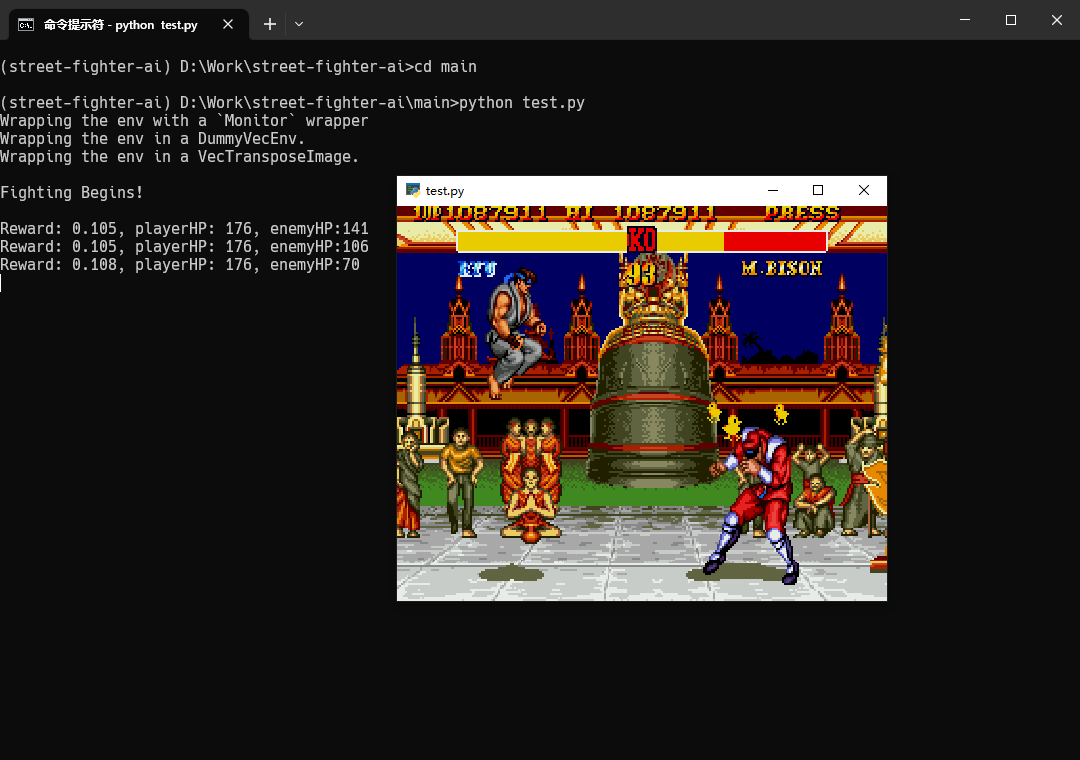 命令提示符 - python  test.py
(street-fighter-ai) D:\Work\street-fighter-ai>cd main
(street-fighter-ai) D:\Work\street-fighter-ai\main>python test.py
Wrapping the env with a `Monitor` wrapper
Wrapping the env in a DummyVecEnv.
Wrapping the env in a VecTransposeImage.
Fighting Begins!
Reward: 0.105, playerHP: 176, enemyHP:141
Reward: 0.105, playerHP: 176, enemyHP:106
Reward: 0.108, playerHP: 176, enemyHP:70
test.py
1UP1087911 HI 1087911 PRESS
KO
RYU 93 M.BISON